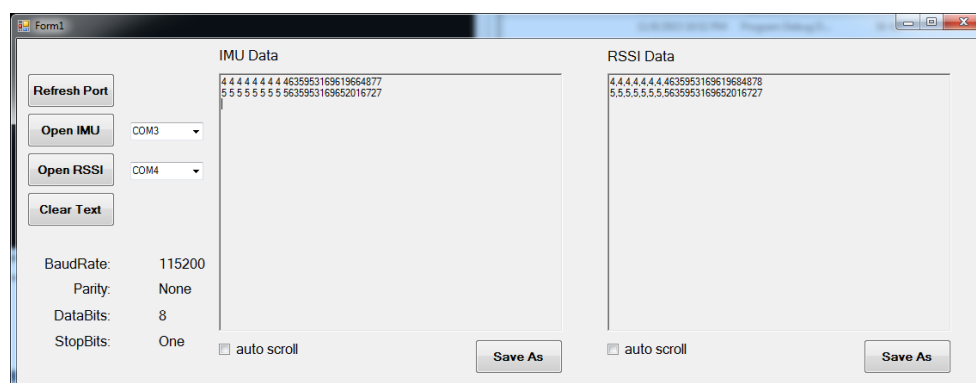 Form1
IMU Data
4 4 4 4 4 4 4 4 4635953169619664877
5 5 5 5 5 5 5 5 5635953169652016727
RSSI Data
4,4,4,4,4,4,4,4635953169619684878
5,5,5,5,5,5,5,5635953169652016727
Refresh Port
Open IMU
COM3
Open RSSI
COM4
Clear Text
BaudRate: 115200
Parity: None
DataBits: 8
StopBits: One
auto scroll
Save As
auto scroll
Save As